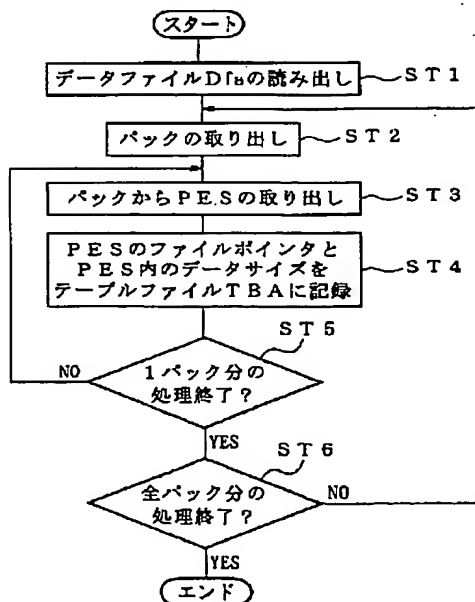 スタート
データファイルDfaの読み出し
ST1
パックの取り出し
ST2
パックからPESの取り出し
ST3
PESのファイルポインタと
PES内のデータサイズを
テーブルファイルTBAに記録
ST4
ST5
1パック分の
処理終了?
NO
YES
ST6
全パック分の
処理終了?
NO
YES
エンド